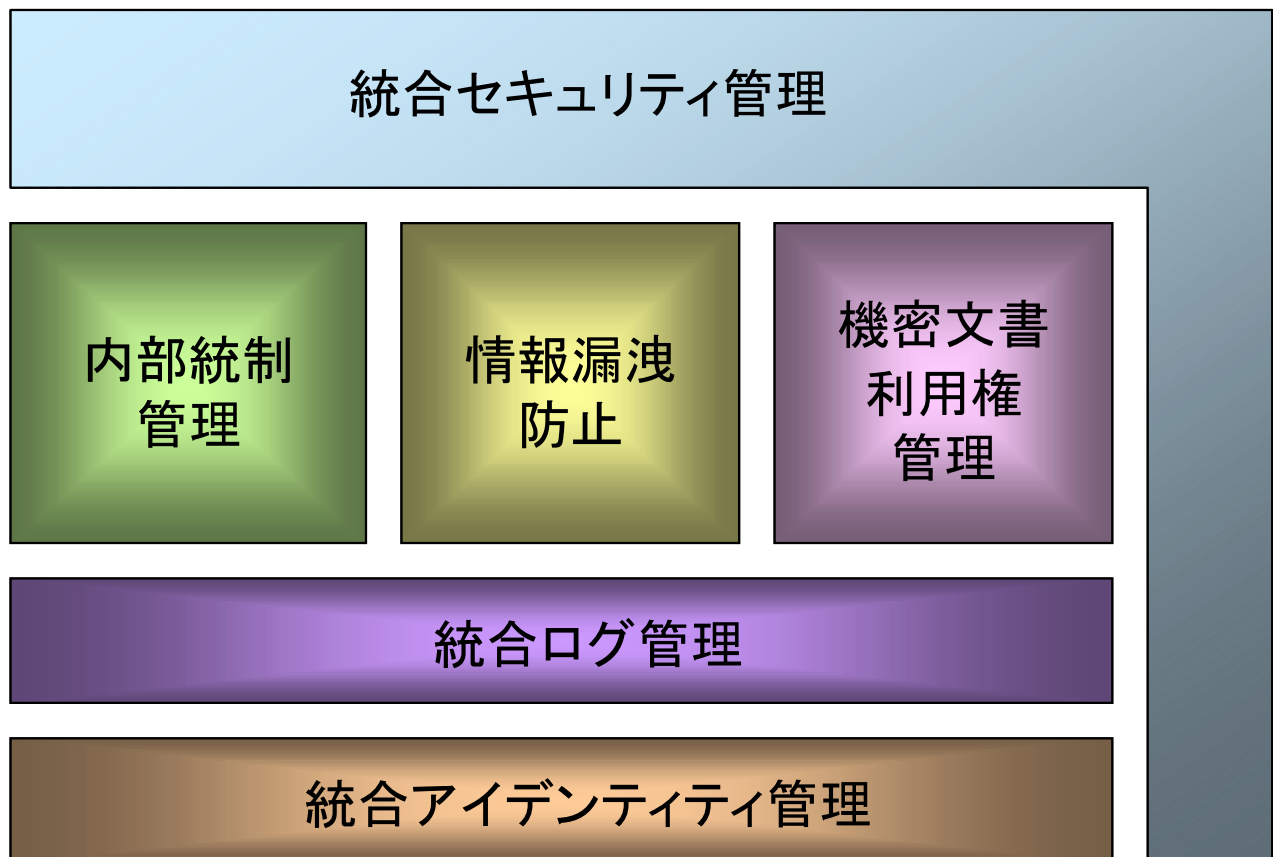 統合セキュリティ管理
内部統制
管理
情報漏洩
防止
機密文書
利用権
管理
統合ログ管理
統合アイデンティティ管理